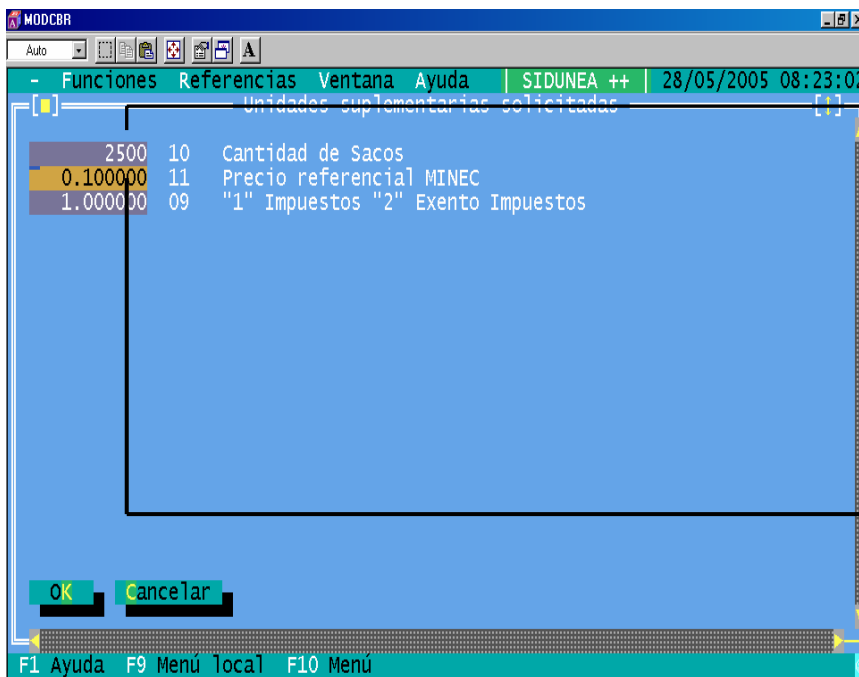 MODCBR
Auto A
- Funciones Referencias Ventana Ayuda | SIDUNEA ++ | 28/05/2005 08:23:02
Unidades suplementarias solicitadas
2500 10 Cantidad de Sacos
0.100000 11 Precio referencial MINEC
1.000000 09 "1" Impuestos "2" Exento Impuestos
OK Cancelar
F1 Ayuda F9 Menú local F10 Menú